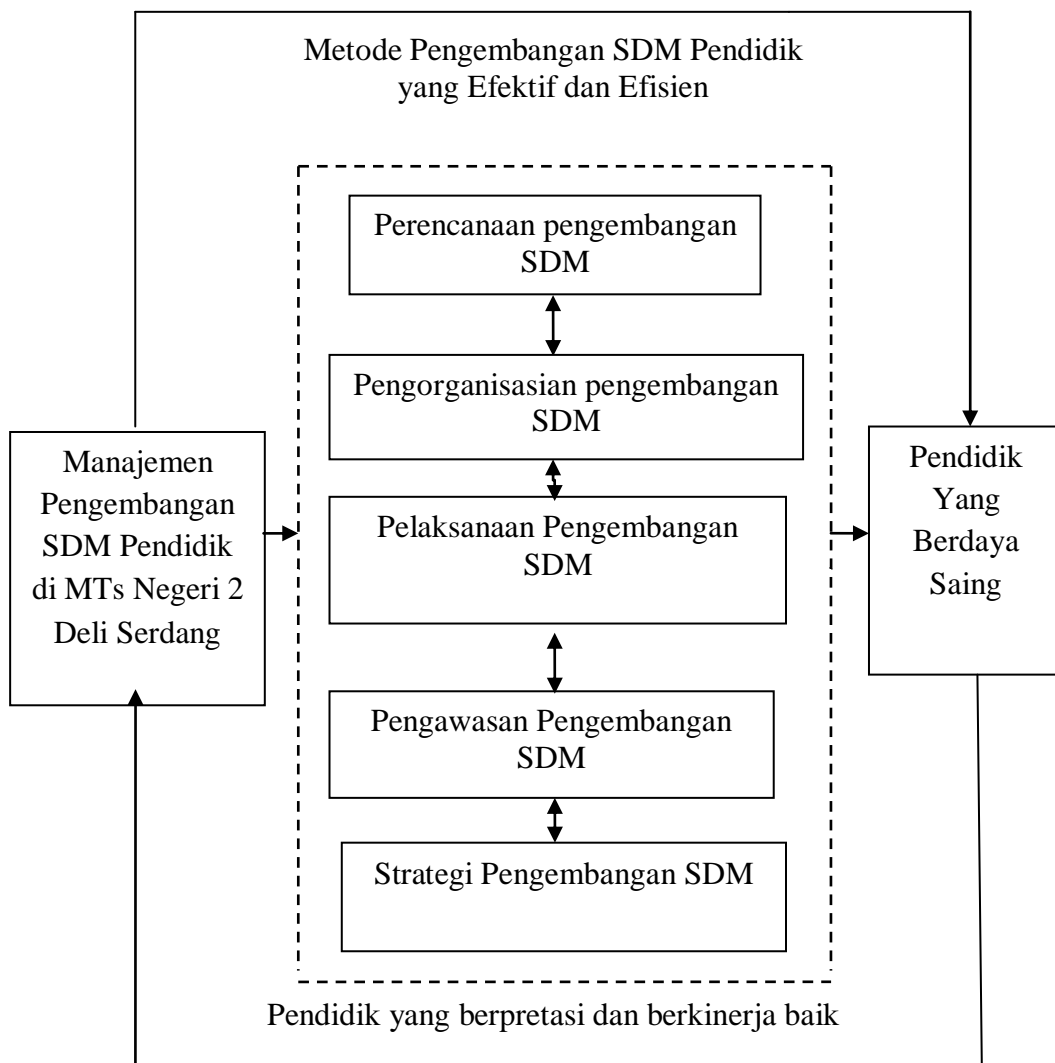 Metode Pengembangan SDM Pendidik
yang Efektif dan Efisien
Perencanaan pengembangan
SDM
Pengorganisasian pengembangan
SDM
Manajemen
Pengembangan
SDM Pendidik
di MTs Negeri 2
Deli Serdang
Pelaksanaan Pengembangan
SDM
Pendidik
Yang
Berdaya
Saing
Pengawasan Pengembangan
SDM
Strategi Pengembangan SDM
Pendidik yang berpretasi dan berkinerja baik